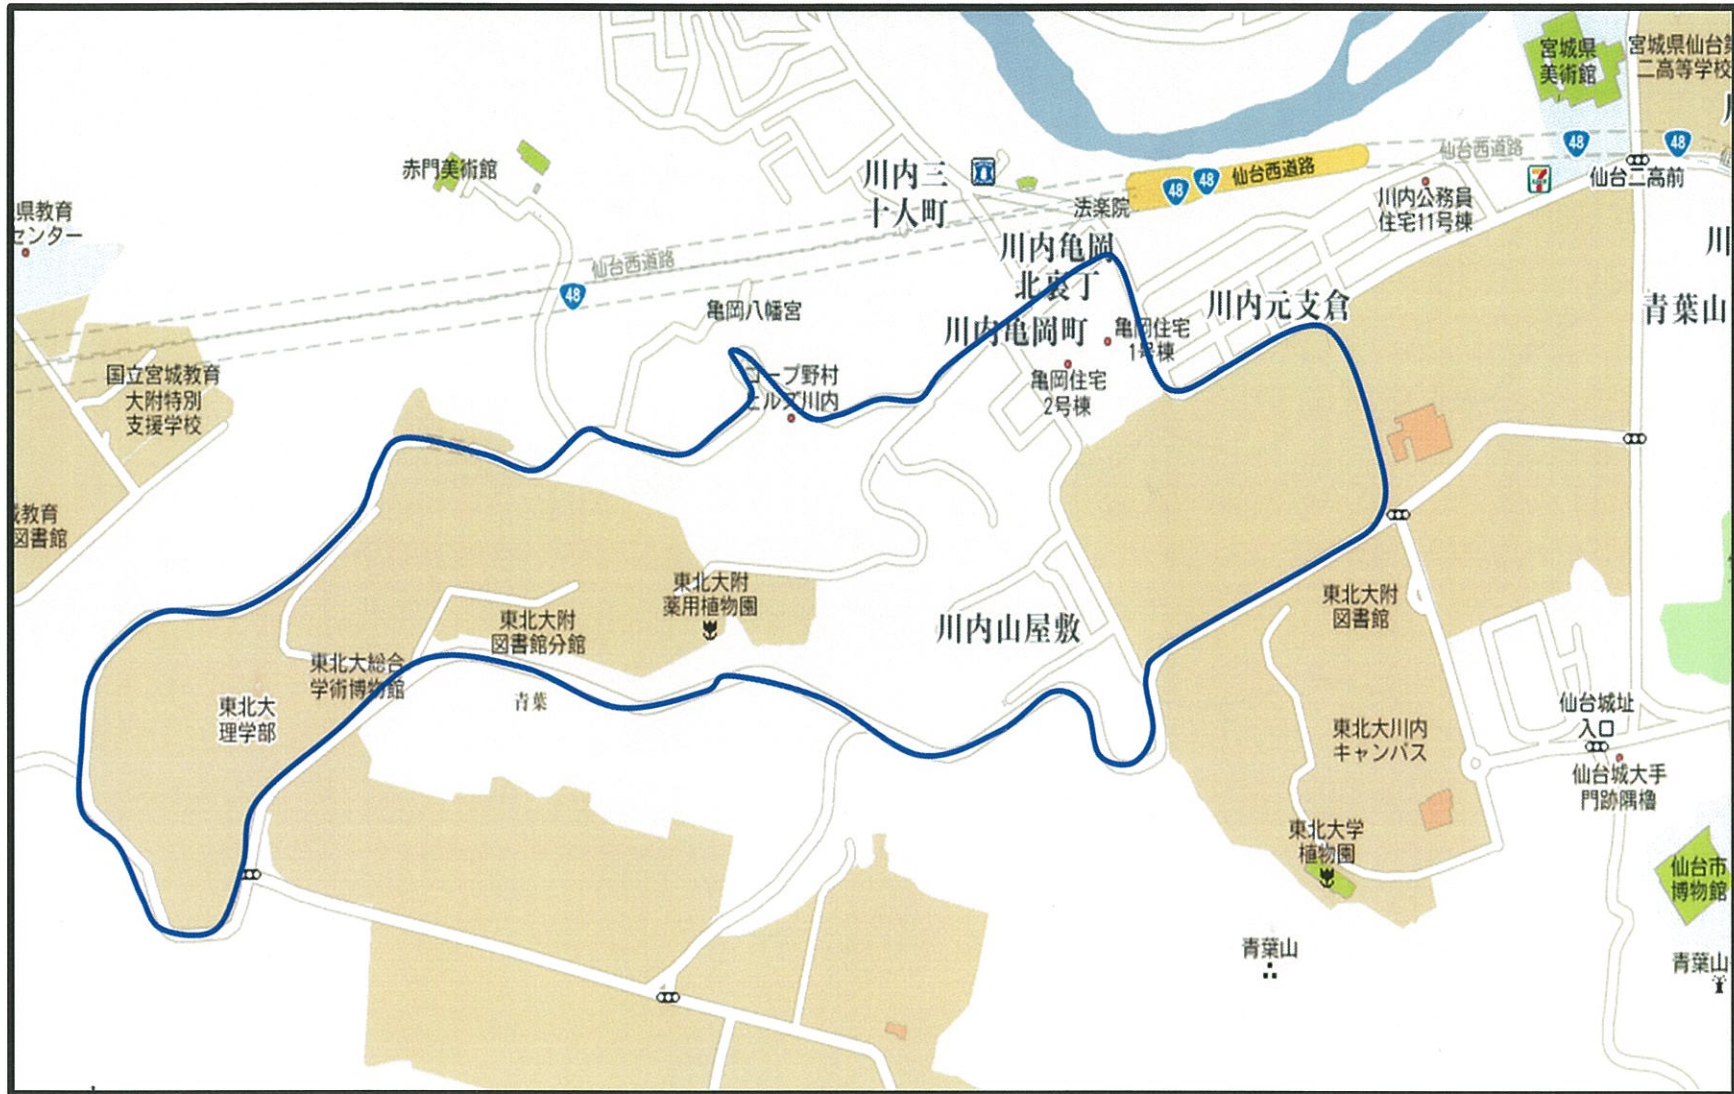 宮城県
美術館
宮城県仙台第
二高等学校
48
48
仙台西道路
仙台二高前
赤門美術館
川内三
十人町
法楽院
48
48
仙台西道路
川内公務員
住宅11号棟
県教育
センター
仙台西道路
48
川内亀岡
北裏丁
川
亀岡八幡宮
川内亀岡町
亀岡住宅
1号棟
川内元支倉
青葉山
国立宮城教育
大附特別
支援学校
コープ野村
ヒルズ川内
亀岡住宅
2号棟
教育
図書館
東北大附
薬用植物園
東北大附
図書館分館
川内山屋敷
東北大附
図書館
東北大総合
学術博物館
東北大
理学部
青葉
東北大川内
キャンパス
仙台城址
入口
仙台城大手
門跡隅櫓
東北大学
植物園
仙台市
博物館
青葉山
青葉山